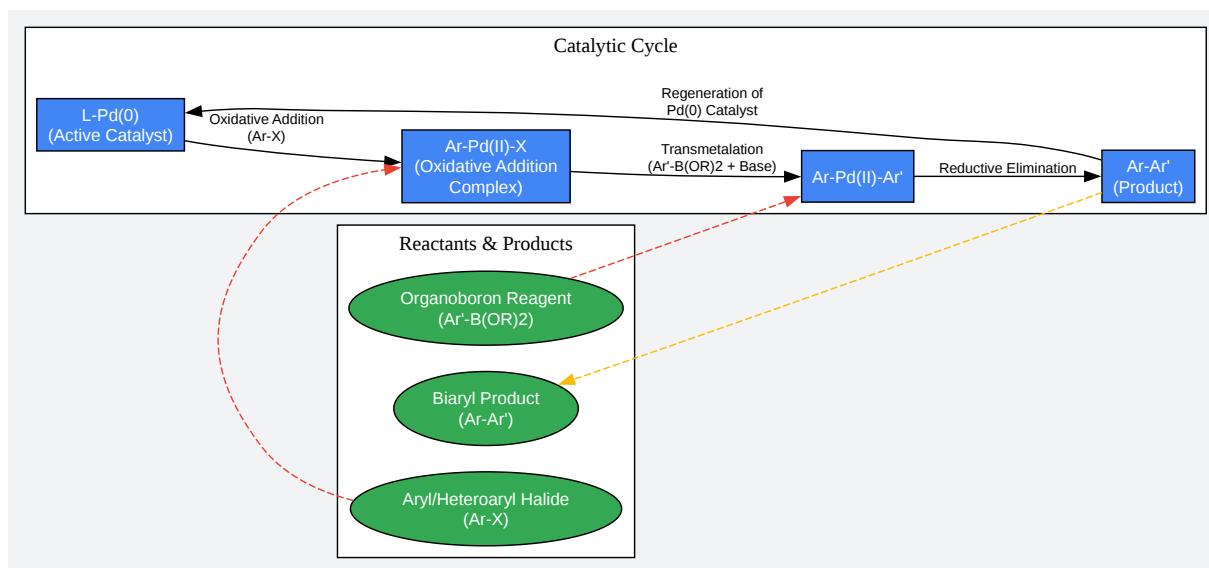 Catalytic Cycle
L-Pd(0)
(Active Catalyst)
Oxidative Addition
(Ar-X)
Ar-Pd(II)-X
(Oxidative Addition
Complex)
Regeneration of
Pd(0) Catalyst
Transmetalation
(Ar'-B(OR)2 + Base)
Ar-Pd(II)-Ar'
Reductive Elimination
Ar-Ar'
(Product)
Reactants & Products
Organoboron Reagent
(Ar'-B(OR)2)
Biaryl Product
(Ar-Ar')
Aryl/Heteroaryl Halide
(Ar-X)